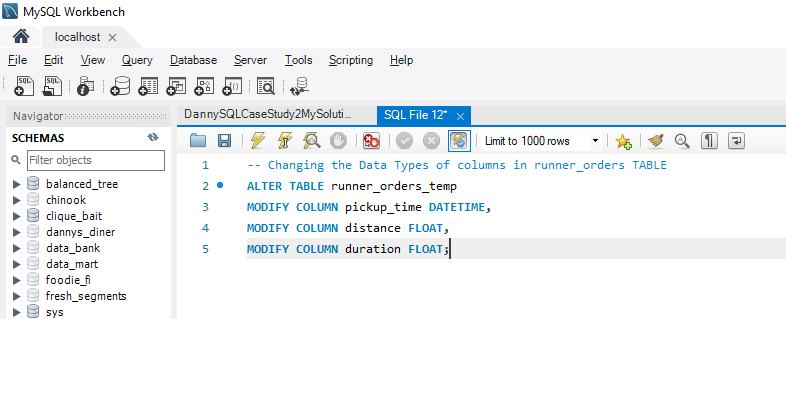 MySQL Workbench
localhost
File Edit View Query Database Server Tools Scripting Help
SQL SQL
Navigator
DannySQLCaseStudy2MySoluti...
SQL File 12*
SCHEMAS
Limit to 1000 rows
Filter objects
balanced_tree
chinook
clique_bait
dannys_diner
data_bank
data_mart
foodie_fi
fresh_segments
sys
1 -- Changing the Data Types of columns in runner_orders TABLE
2 ALTER TABLE runner_orders_temp
3 MODIFY COLUMN pickup_time DATETIME,
4 MODIFY COLUMN distance FLOAT,
5 MODIFY COLUMN duration FLOAT;